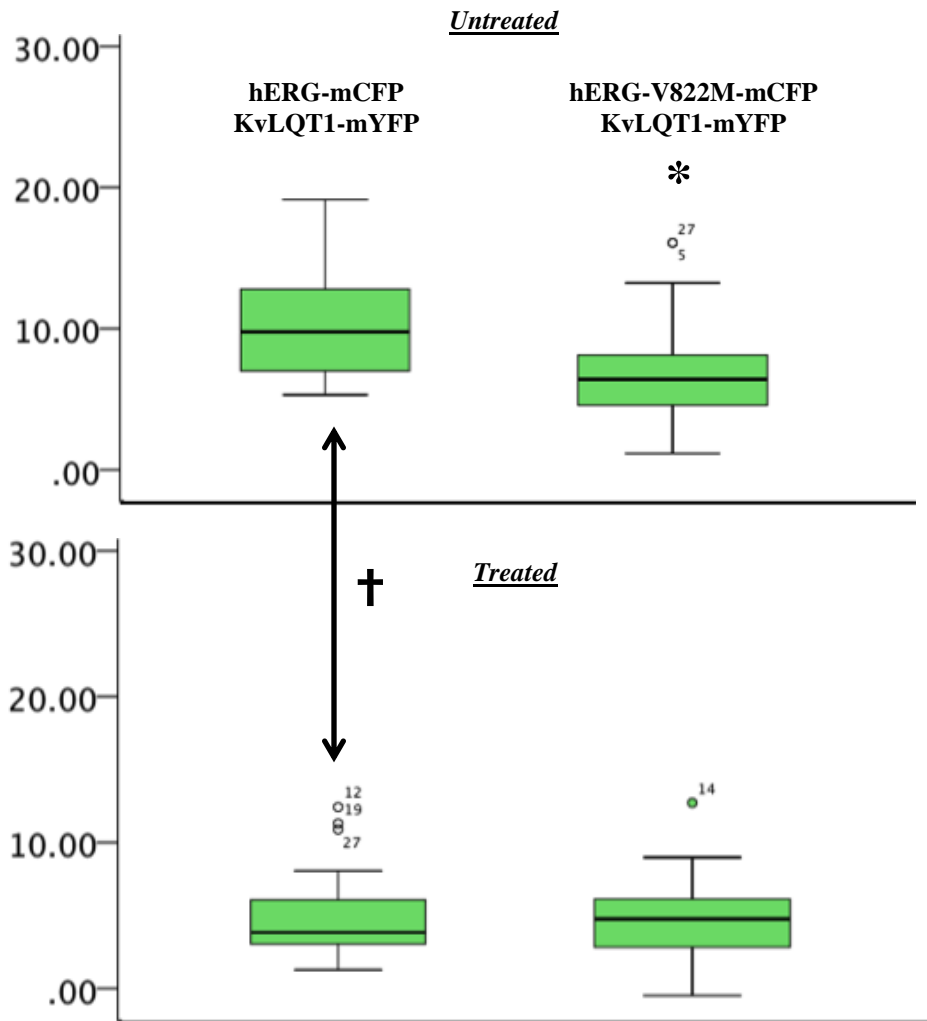 Untreated
30.00
hERG-mCFP
KvLQT1-mYFP
hERG-V822M-mCFP
KvLQT1-mYFP
*
20.00
27
5
10.00
.00
30.00
Treated
†
20.00
12
19
27
14
10.00
.00